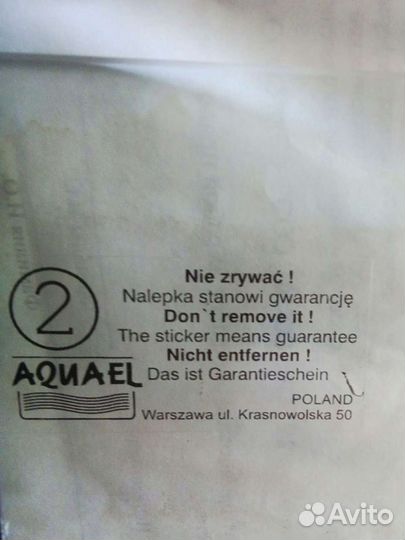 2
AQUAEL
Nie zrywać !
Nalepka stanowi gwarancję
Don`t remove it !
The sticker means guarantee
Nicht entfernen !
Das ist Garantieschein
POLAND
Warszawa ul. Krasnowolska 50
Avito